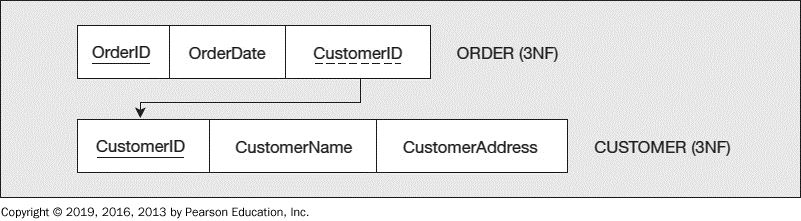 OrderID OrderDate CustomerID ORDER (3NF)
CustomerID CustomerName CustomerAddress CUSTOMER (3NF)
Copyright © 2019, 2016, 2013 by Pearson Education, Inc.